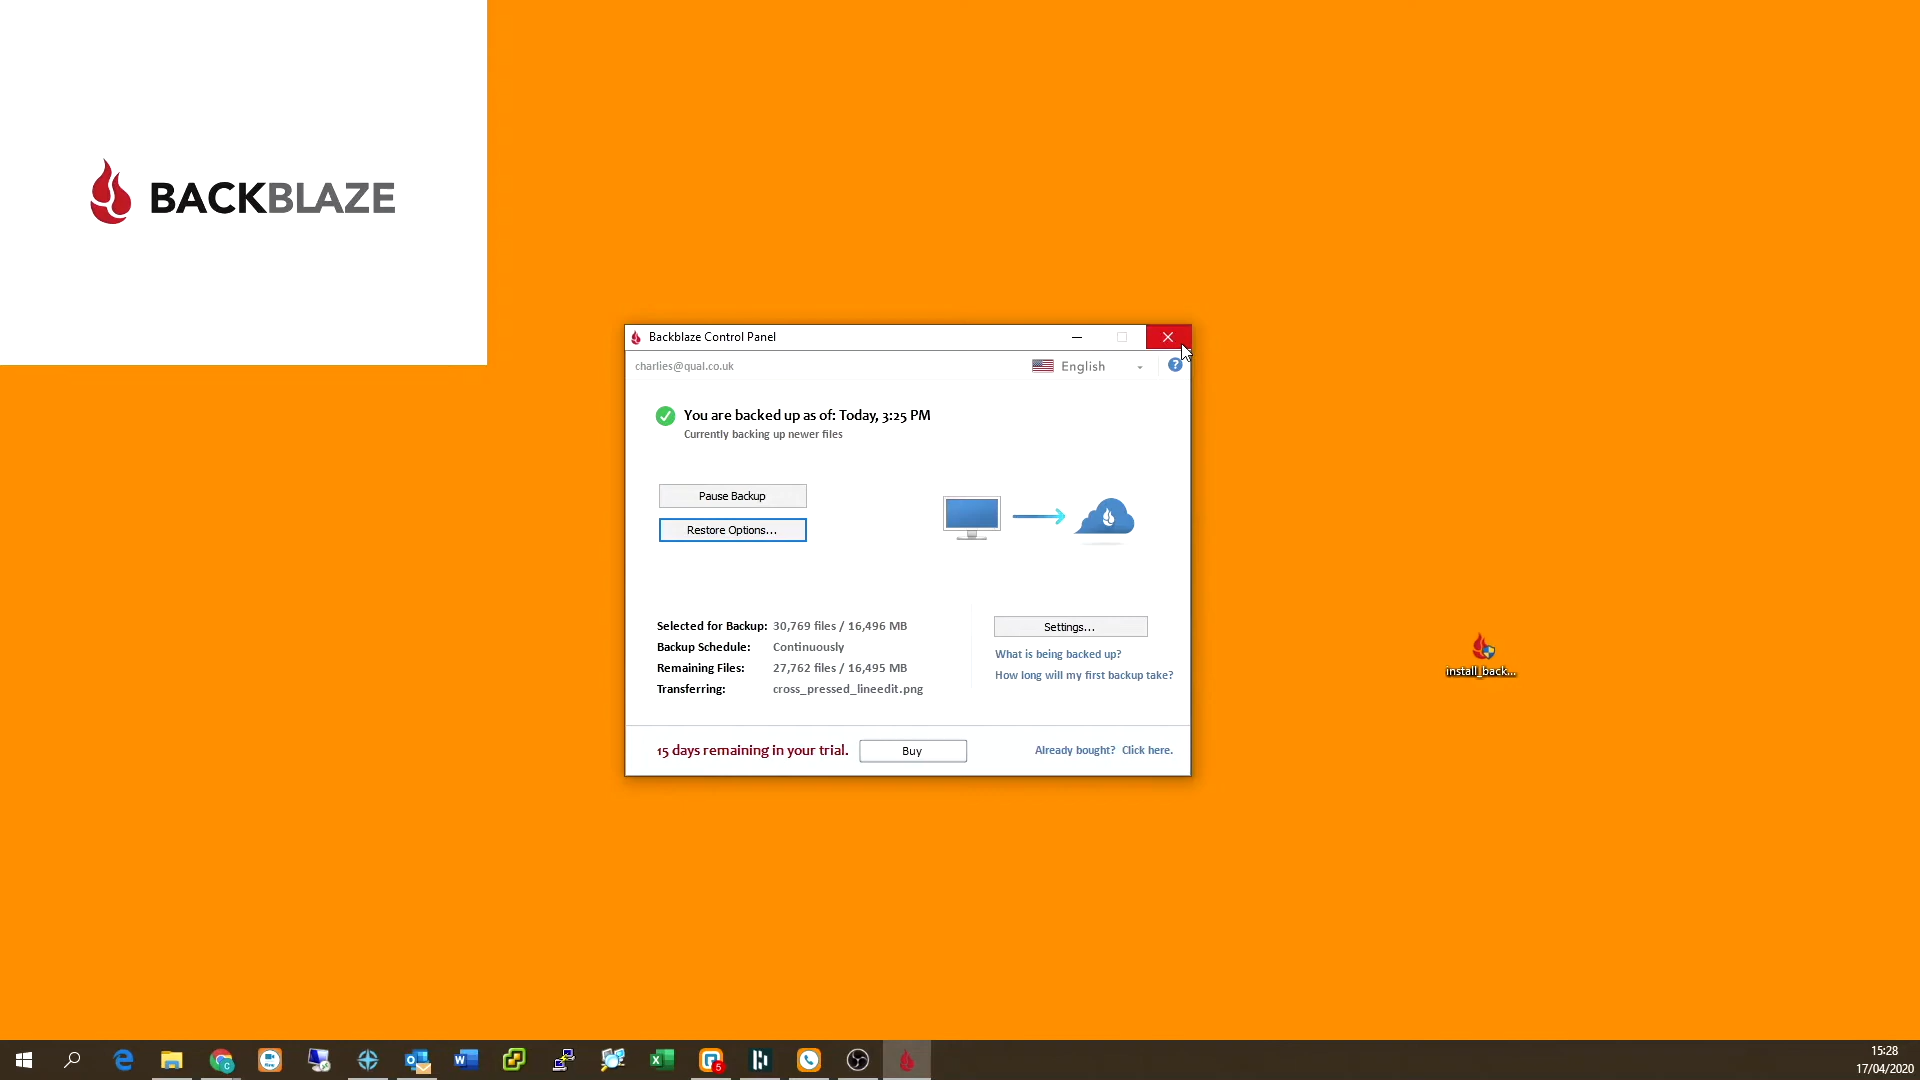 BACKBLAZE
Backblaze Control Panel
charlies@qual.co.uk
English
?
You are backed up as of: Today, 3:25 PM
Currently backing up newer files
Pause Backup
Restore Options...
Selected for Backup: 30,769 files / 16,496 MB
Backup Schedule: Continuously
Remaining Files: 27,762 files / 16,495 MB
Transferring: cross_pressed_lineedit.png
Settings...
What is being backed up?
How long will my first backup take?
15 days remaining in your trial.
Buy
Already bought? Click here.
install_back...
5
15:28
17/04/2020